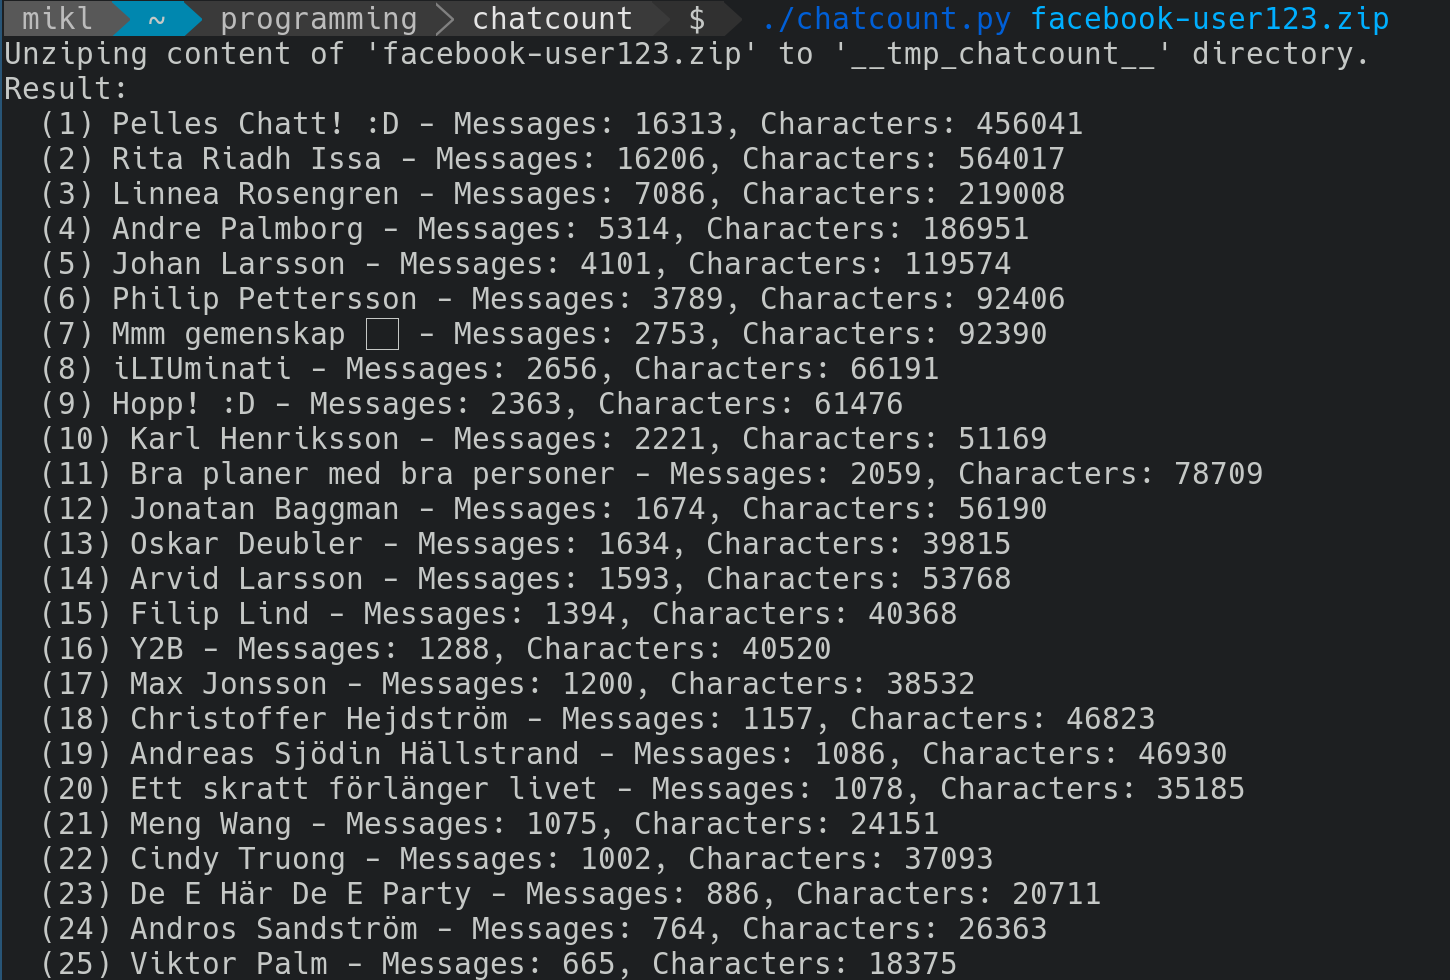 mikl ~ programming chatcount $ ./chatcount.py facebook-user123.zip
Unziping content of 'facebook-user123.zip' to '__tmp_chatcount__' directory.
Result:
(1) Pelles Chatt! :D - Messages: 16313, Characters: 456041
(2) Rita Riadh Issa - Messages: 16206, Characters: 564017
(3) Linnea Rosengren - Messages: 7086, Characters: 219008
(4) Andre Palmborg - Messages: 5314, Characters: 186951
(5) Johan Larsson - Messages: 4101, Characters: 119574
(6) Philip Pettersson - Messages: 3789, Characters: 92406
(7) Mmm gemenskap - Messages: 2753, Characters: 92390
(8) iLIUminati - Messages: 2656, Characters: 66191
(9) Hopp! :D - Messages: 2363, Characters: 61476
(10) Karl Henriksson - Messages: 2221, Characters: 51169
(11) Bra planer med bra personer - Messages: 2059, Characters: 78709
(12) Jonatan Baggman - Messages: 1674, Characters: 56190
(13) Oskar Deubler - Messages: 1634, Characters: 39815
(14) Arvid Larsson - Messages: 1593, Characters: 53768
(15) Filip Lind - Messages: 1394, Characters: 40368
(16) Y2B - Messages: 1288, Characters: 40520
(17) Max Jonsson - Messages: 1200, Characters: 38532
(18) Christoffer Hejdström - Messages: 1157, Characters: 46823
(19) Andreas Sjödin Hällstrand - Messages: 1086, Characters: 46930
(20) Ett skratt förlänger livet - Messages: 1078, Characters: 35185
(21) Meng Wang - Messages: 1075, Characters: 24151
(22) Cindy Truong - Messages: 1002, Characters: 37093
(23) De E Här De E Party - Messages: 886, Characters: 20711
(24) Andros Sandström - Messages: 764, Characters: 26363
(25) Viktor Palm - Messages: 665, Characters: 18375